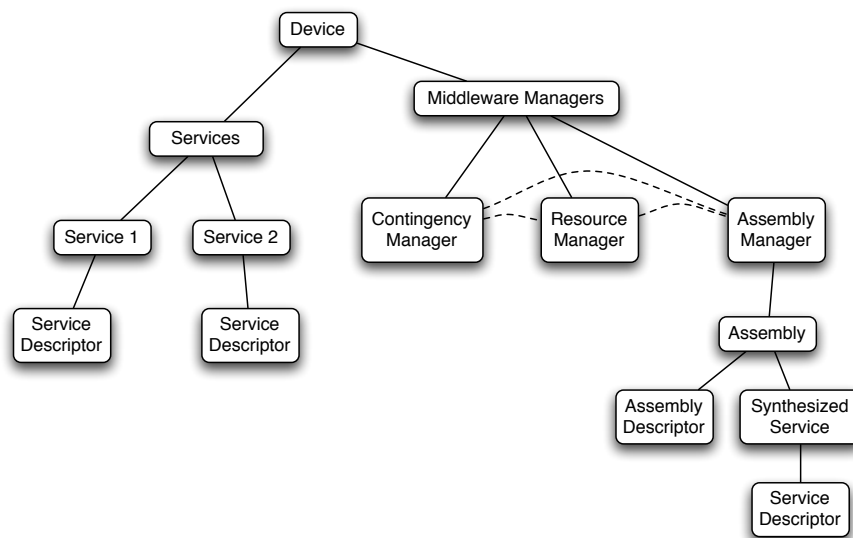 Device
Middleware Managers
Services
Contingency
Manager
Resource
Manager
Assembly
Manager
Service 1
Service 2
Service
Descriptor
Service
Descriptor
Assembly
Assembly
Descriptor
Synthesized
Service
Service
Descriptor